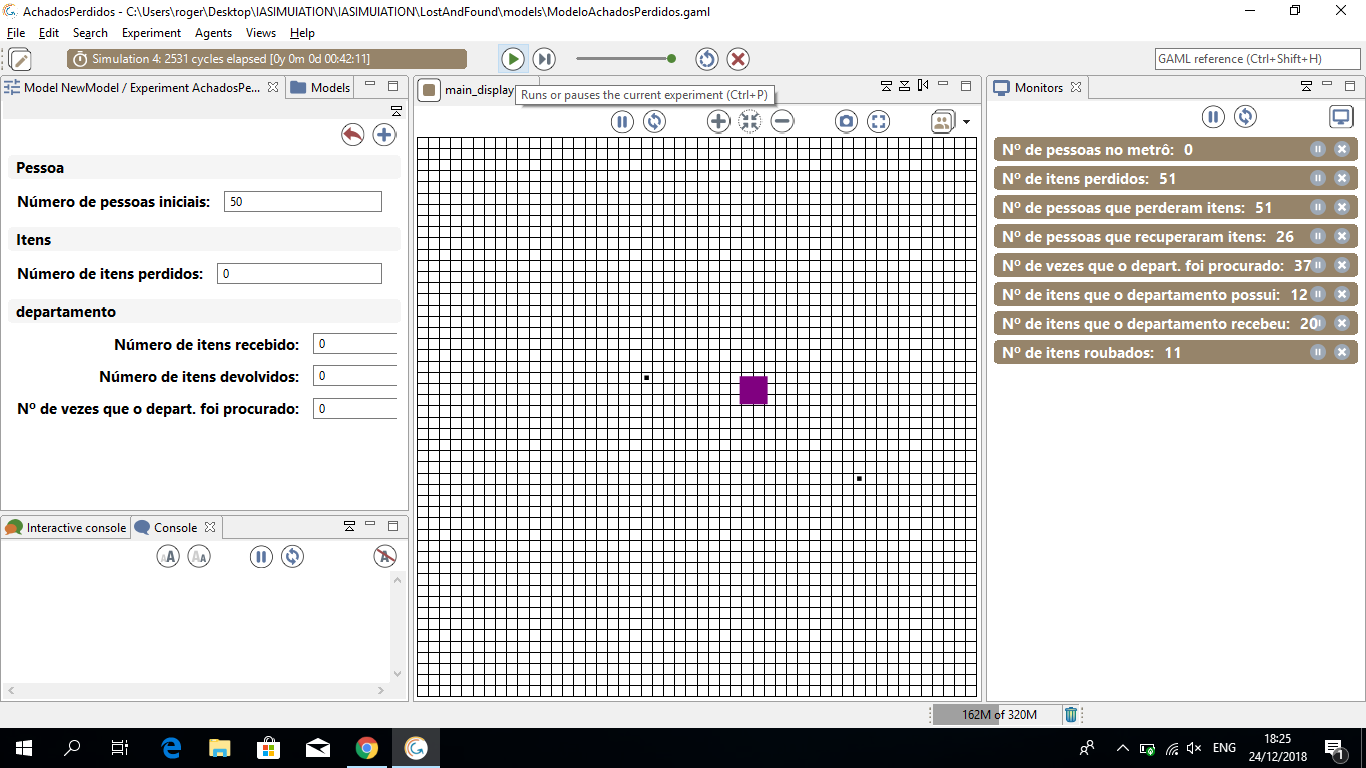 AchadosPerdidos - C:\Users\roger\Desktop\IASIMUlATION\IASIMUlATION\LostAndFound\models\ModeloAchadosPerdidos.gaml
File Edit Search Experiment Agents Views Help
Simulation 4: 2531 cycles elapsed [0y 0m 0d 00:42:11]
GAML reference (Ctrl+Shift+H)
Model NewModel / Experiment AchadosPe...
Models
main_display
Runs or pauses the current experiment (Ctrl+P)
Monitors
Pessoa
Número de pessoas iniciais: 50
Itens
Número de itens perdidos: 0
departamento
Número de itens recebido: 0
Número de itens devolvidos: 0
Nº de vezes que o depart. foi procurado: 0
Interactive console
Console
Nº de pessoas no metrô: 0
Nº de itens perdidos: 51
Nº de pessoas que perderam itens: 51
Nº de pessoas que recuperaram itens: 26
Nº de vezes que o depart. foi procurado: 37
Nº de itens que o departamento possui: 12
Nº de itens que o departamento recebeu: 20
Nº de itens roubados: 11
162M of 320M
ENG
18:25
24/12/2018
1